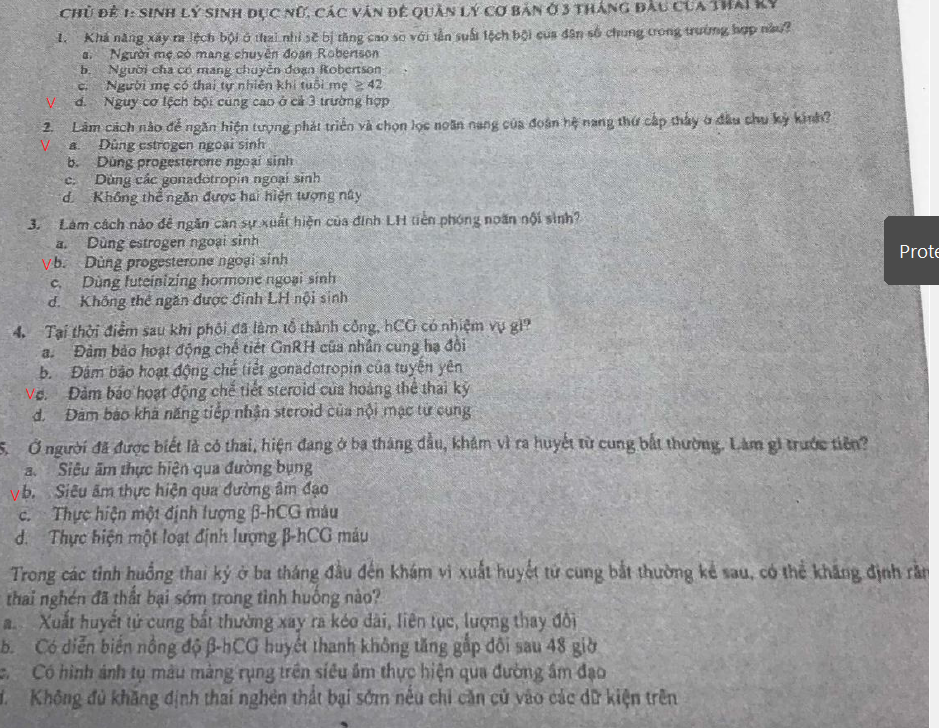 CHỦ ĐỀ 1: SINH LÝ SINH DỤC NỮ, CÁC VẤN ĐỀ QUẢN LÝ CƠ BẢN Ở 3 THÁNG ĐẦU CỦA THAI KỲ
1. Khả năng xảy ra lệch bội ở thai nhi sẽ bị tăng cao so với tần suất lệch bội của dân số chung trong trường hợp nào?
a. Người mẹ có mang chuyển đoạn Robertson
b. Người cha có mang chuyển đoạn Robertson
c. Người mẹ có thai tự nhiên khi tuổi mẹ ≥ 42
V d. Nguy cơ lệch bội cùng cao ở cả 3 trường hợp
2. Làm cách nào để ngăn hiện tượng phát triển và chọn lọc noãn nang của đoàn hệ nang thứ cấp thấy ở đầu chu kỳ kinh?
V a. Dùng estrogen ngoại sinh
b. Dùng progesterone ngoại sinh
c. Dùng các gonadotropin ngoại sinh
d. Không thể ngăn được hai hiện tượng này
3. Làm cách nào để ngăn cản sự xuất hiện của đỉnh LH tiền phóng noãn nội sinh?
a. Dùng estrogen ngoại sinh
V b. Dùng progesterone ngoại sinh
c. Dùng luteinizing hormone ngoại sinh
d. Không thể ngăn được đỉnh LH nội sinh
4. Tại thời điểm sau khi phôi đã làm tổ thành công, hCG có nhiệm vụ gì?
a. Đảm bảo hoạt động chế tiết GnRH của nhân cung hạ đồi
b. Đảm bảo hoạt động chế tiết gonadotropin của tuyến yên
V c. Đảm bảo hoạt động chế tiết steroid của hoàng thể thai kỳ
d. Đảm bảo khả năng tiếp nhận steroid của nội mạc tử cung
5. Ở người đã được biết là có thai, hiện đang ở ba tháng đầu, khám vì ra huyết tử cung bất thường. Làm gì trước tiên?
a. Siêu âm thực hiện qua đường bụng
V b. Siêu âm thực hiện qua đường âm đạo
c. Thực hiện một định lượng β-hCG máu
d. Thực hiện một loạt định lượng β-hCG máu
Trong các tình huống thai kỳ ở ba tháng đầu đến khám vì xuất huyết tử cung bất thường kể sau, có thể khẳng định rằn
thai nghén đã thất bại sớm trong tình huống nào?
a. Xuất huyết tử cung bất thường xảy ra kéo dài, liên tục, lượng thay đổi
b. Có diễn biến nồng độ β-hCG huyết thanh không tăng gấp đôi sau 48 giờ
c. Có hình ảnh tụ máu màng rụng trên siêu âm thực hiện qua đường âm đạo
d. Không đủ khẳng định thai nghén thất bại sớm nếu chỉ căn cứ vào các dữ kiện trên
Prote